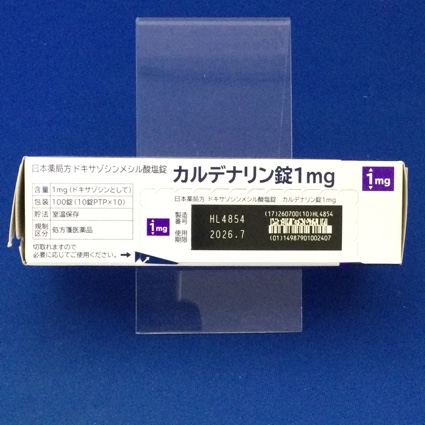 日本薬局方 ドキサゾシンメシル酸塩錠 カルデナリン錠1mg
1mg
含量 1mg(ドキサゾシンとして)
包装 100錠(10錠PTP×10)
貯法 室温保存
規制区分 処方箋医薬品
切取れますので
必要に応じてご使用ください。
1mg
日本薬局方 ドキサゾシンメシル酸塩錠 カルデナリン錠1mg
製造番号 HL4854
使用期限 2026.7
(17)260700(10)HL4854
(01)14987901002407
1mg